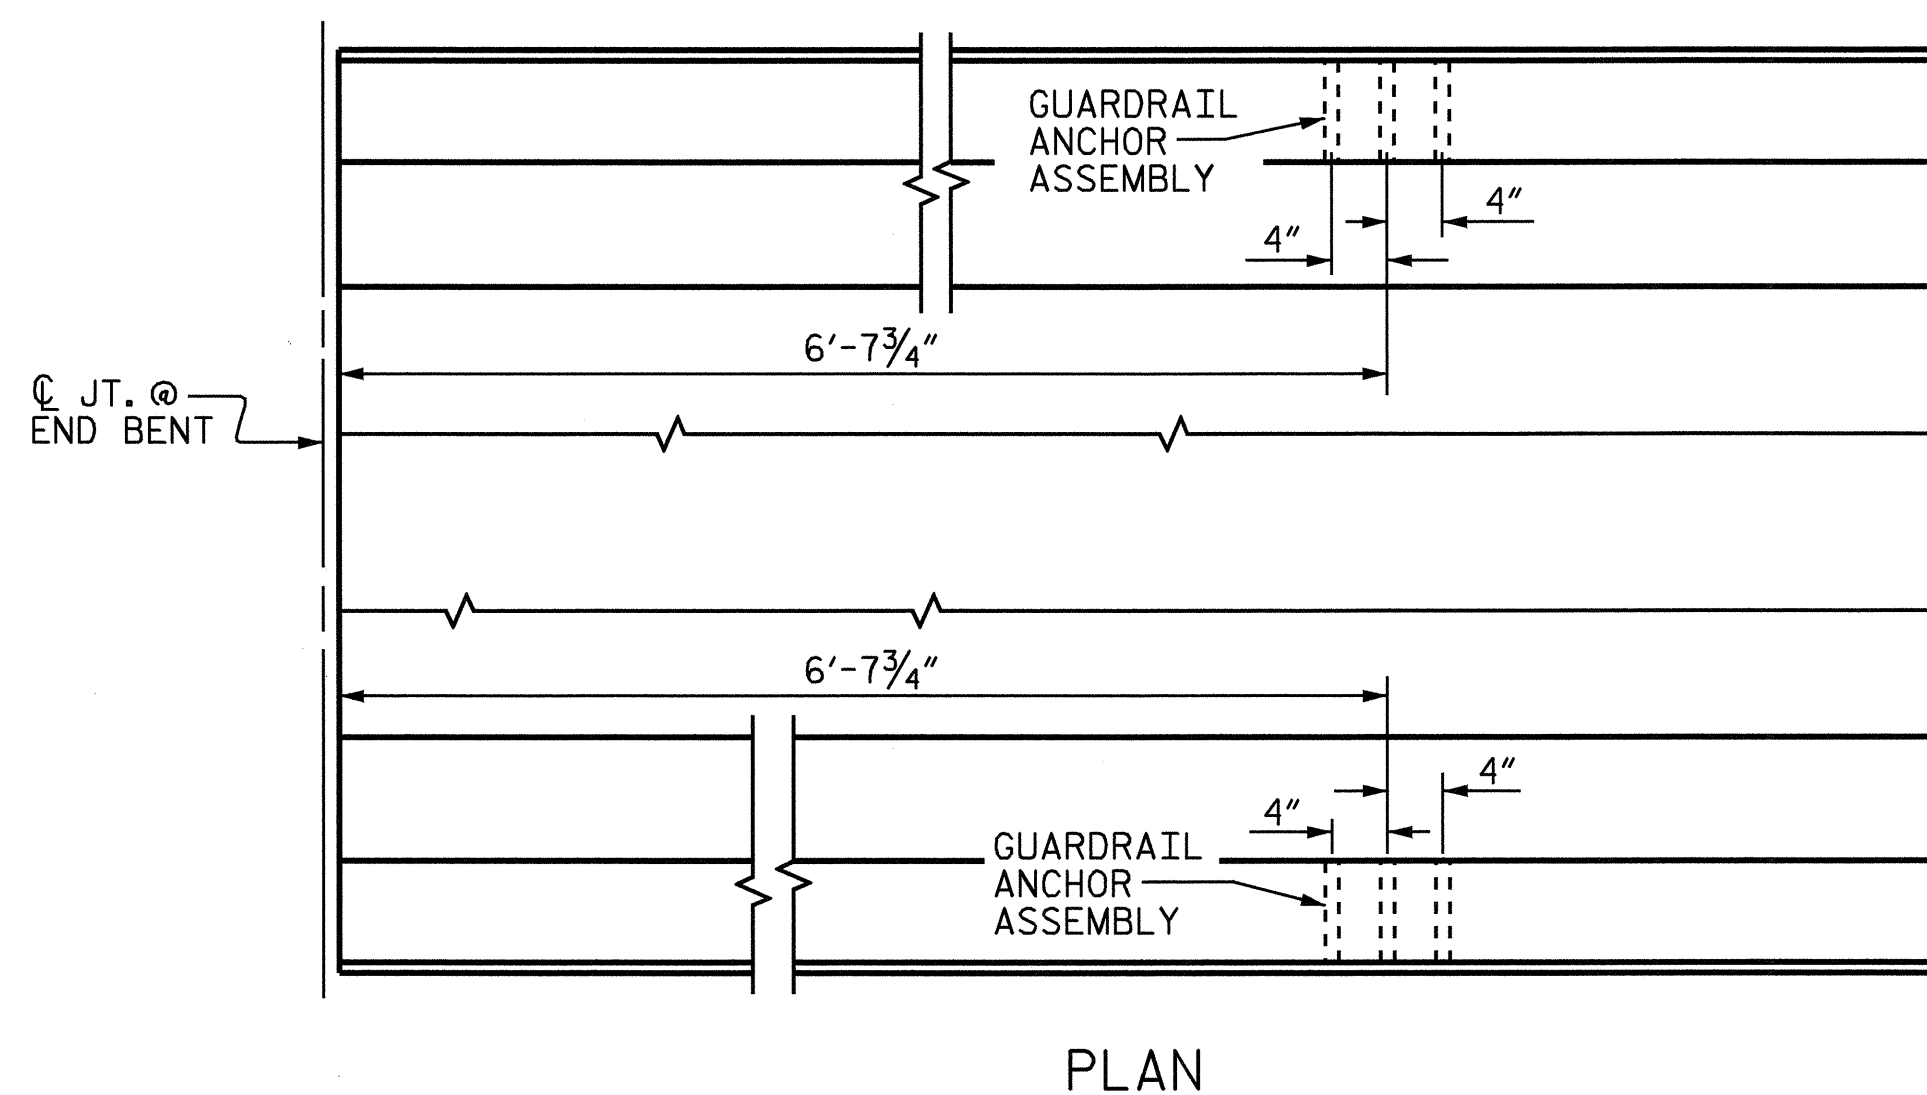 GUARDRAIL
ANCHOR
ASSEMBLY
4"
4"
6'-7¾"
℄ JT. @
END BENT
6'-7¾"
4"
4"
GUARDRAIL
ANCHOR
ASSEMBLY
PLAN